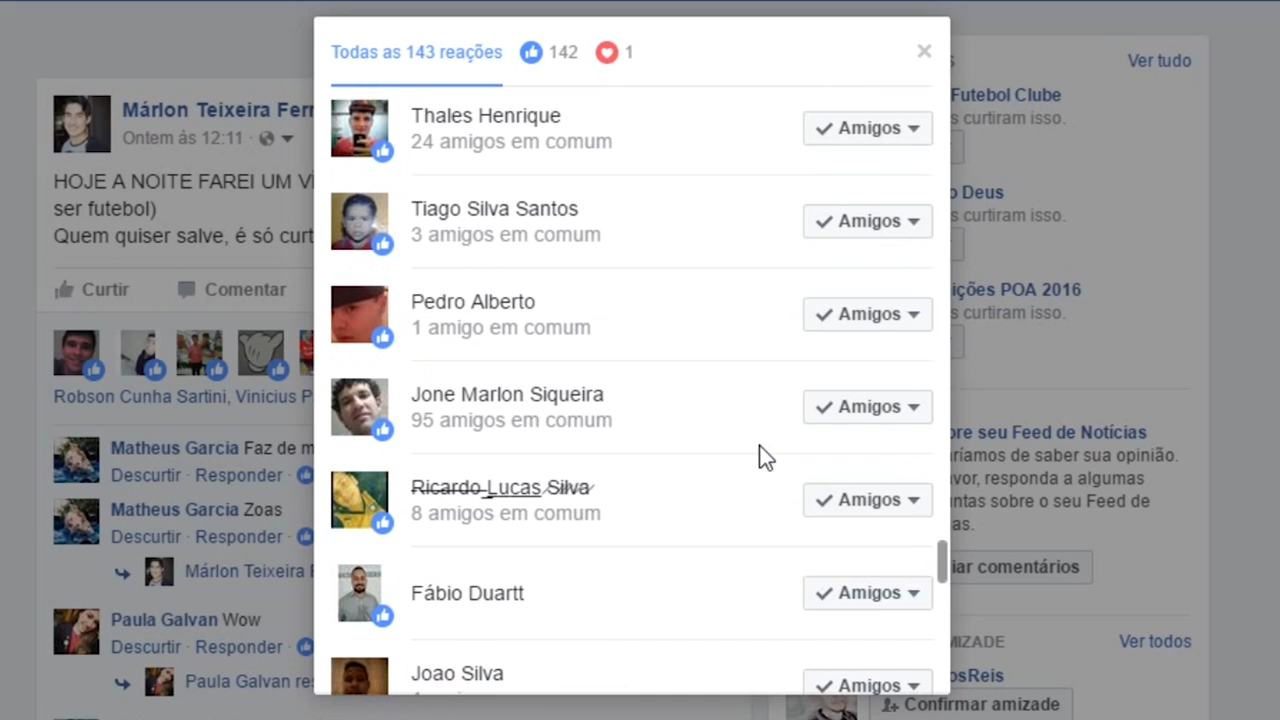 Todas as 143 reações 142 1 ×
Thales Henrique
24 amigos em comum
Amigos
Tiago Silva Santos
3 amigos em comum
Amigos
Pedro Alberto
1 amigo em comum
Amigos
Jone Marlon Siqueira
95 amigos em comum
Amigos
Ricardo Lucas Silva
8 amigos em comum
Amigos
Fábio Duartt
Amigos
Joao Silva
Amigos
Márlon Teixeira
Ontem às 12:11
HOJE A NOITE FAREI UM
ser futebol)
Quem quiser salve, é só
Curtir Comentar
Robson Cunha Sartini, Vinicius
Matheus Garcia Faz de
Descurtir · Responder ·
Matheus Garcia Zoas
Descurtir · Responder ·
Márlon Teixeira
Paula Galvan Wow
Descurtir · Responder ·
Paula Galvan
Ver tudo
Futebol Clube
curtiram isso.
Deus
curtiram isso.
POA 2016
curtiram isso.
seu Feed de Notícias
de saber sua opinião.
responda a algumas
sobre o seu Feed de
comentários
Ver todos
Confirmar amizade